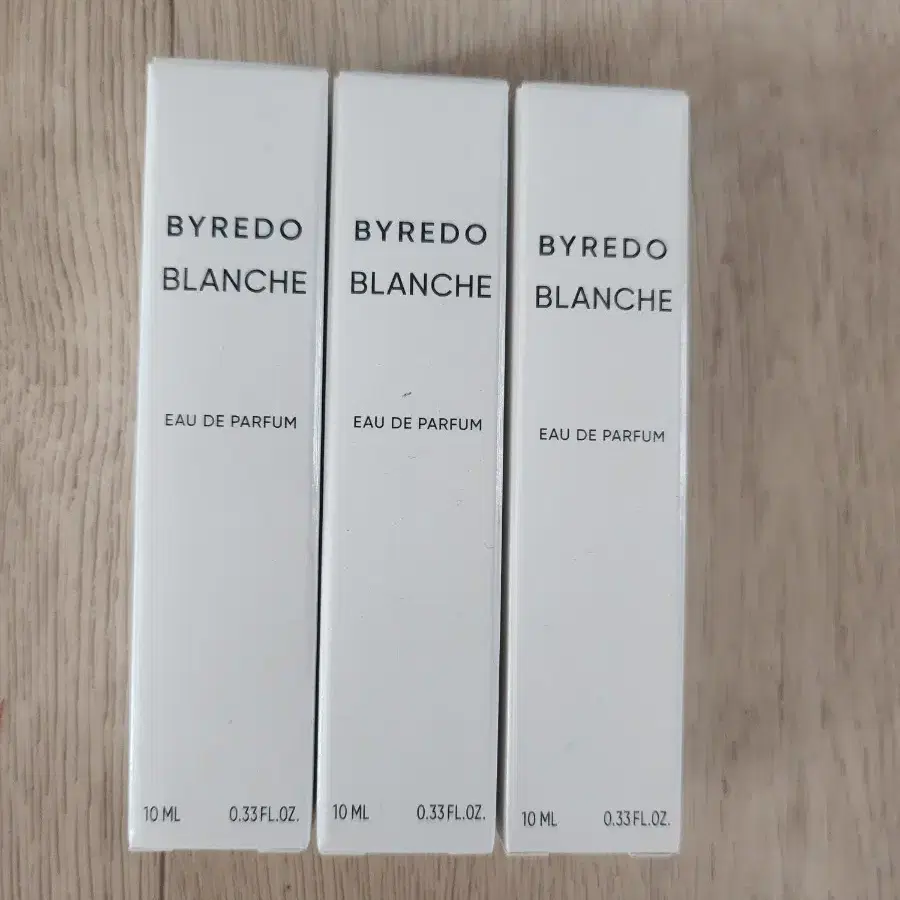 BYREDO
BLANCHE
EAU DE PARFUM
10 ML 0.33 FL.OZ.
BYREDO
BLANCHE
EAU DE PARFUM
10 ML 0.33 FL.OZ.
BYREDO
BLANCHE
EAU DE PARFUM
10 ML 0.33 FL.OZ.